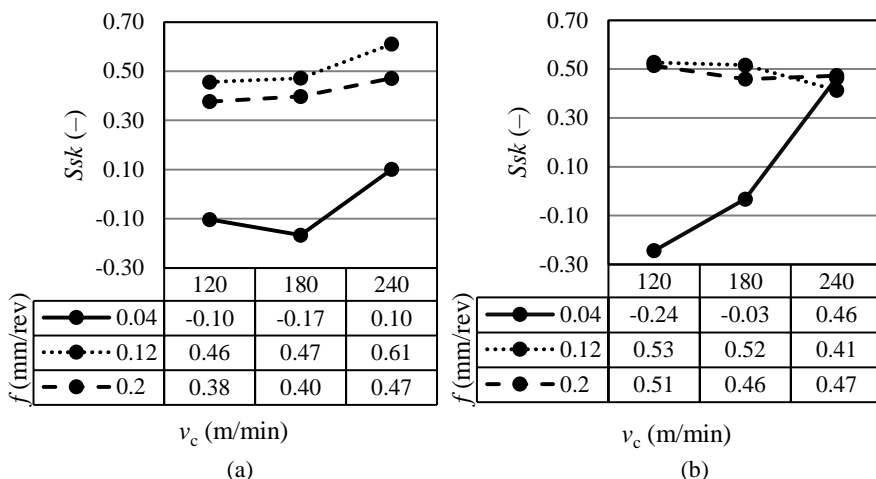 0.70
0.50
0.30
0.10
-0.10
-0.30
Ssk (–)
120 180 240
0.04 -0.10 -0.17 0.10
0.12 0.46 0.47 0.61
0.2 0.38 0.40 0.47
f (mm/rev)
vc (m/min)
(a)
0.70
0.50
0.30
0.10
-0.10
-0.30
Ssk (–)
120 180 240
0.04 -0.24 -0.03 0.46
0.12 0.53 0.52 0.41
0.2 0.51 0.46 0.47
f (mm/rev)
vc (m/min)
(b)